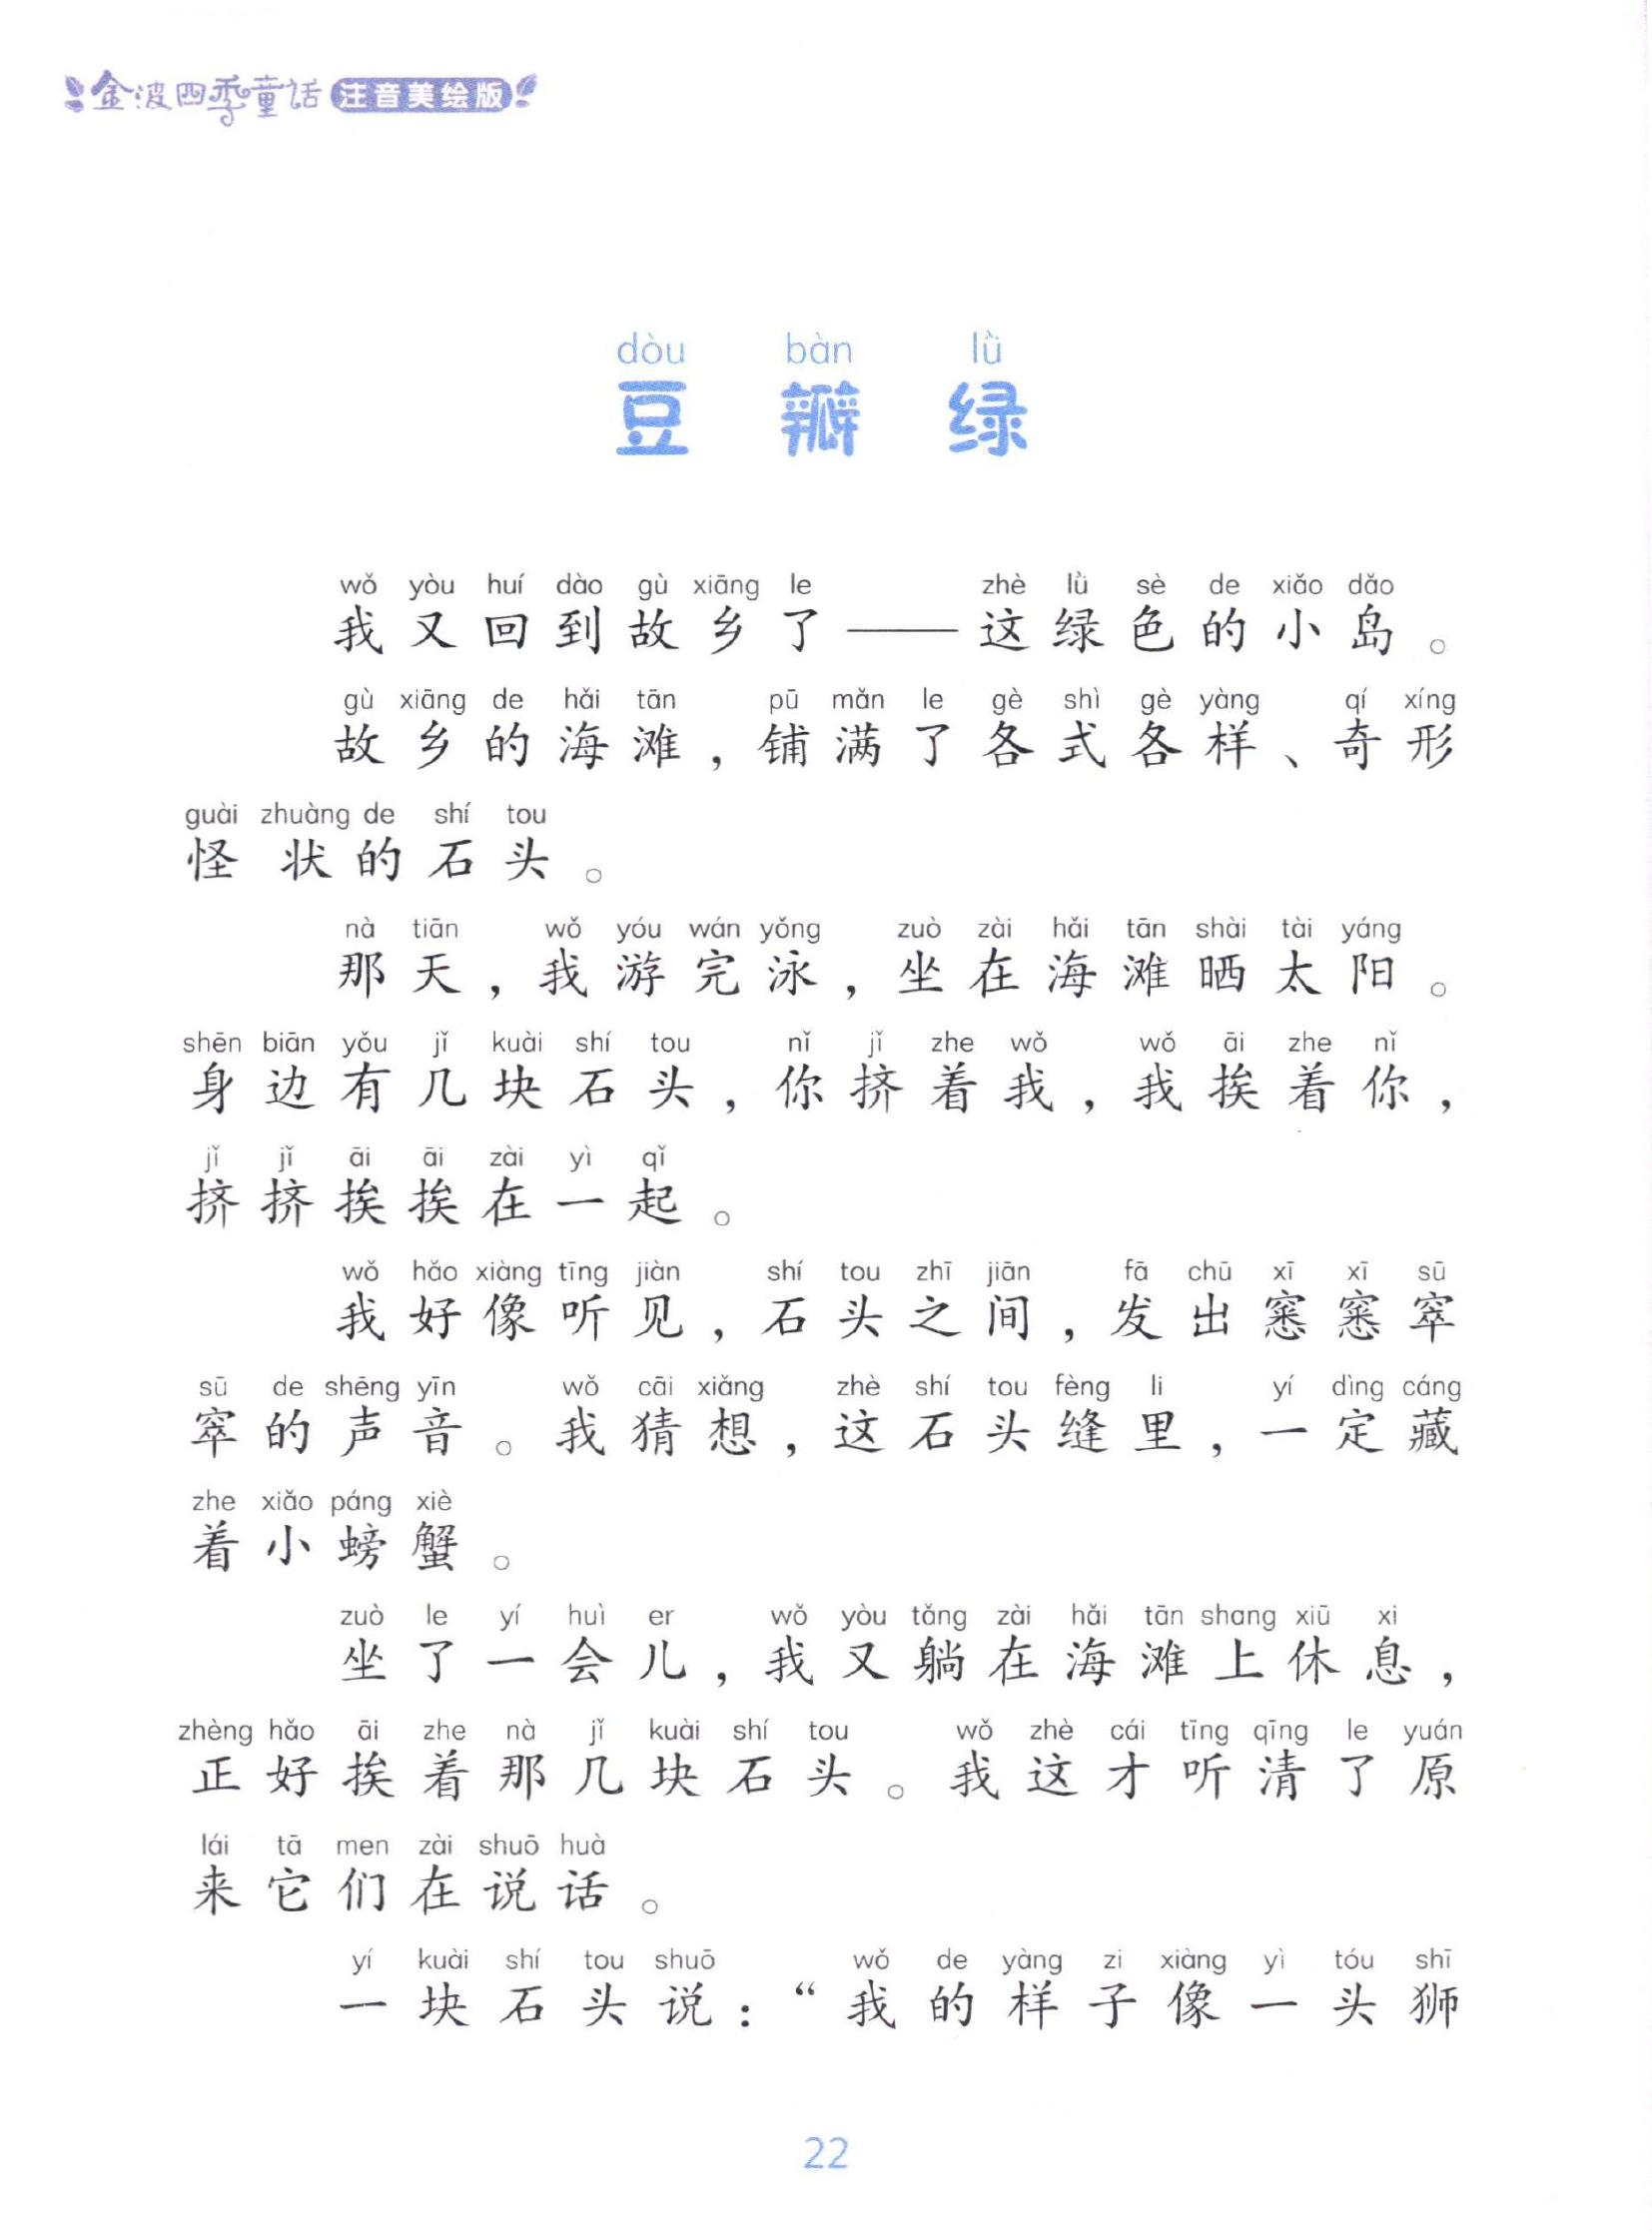 金波四季童话 注音美绘版
dòu bàn lǜ
豆瓣绿
wǒ yòu huí dào gù xiāng le zhè lǜ sè de xiǎo dǎo
我又回到故乡了——这绿色的小岛。
gù xiāng de hǎi tān pū mǎn le gè shì gè yàng qí xíng
故乡的海滩，铺满了各式各样、奇形
guài zhuàng de shí tou
怪状的石头。
nà tiān wǒ yóu wán yǒng zuò zài hǎi tān shài tài yáng
那天，我游完泳，坐在海滩晒太阳。
shēn biān yǒu jǐ kuài shí tou nǐ jǐ zhe wǒ wǒ āi zhe nǐ
身边有几块石头，你挤着我，我挨着你，
jǐ jǐ āi āi zài yì qǐ
挤挤挨挨在一起。
wǒ hǎo xiàng tīng jiàn shí tou zhī jiān fā chū xī xī sū
我好像听见，石头之间，发出窸窸窣
sū de shēng yīn wǒ cāi xiǎng zhè shí tou fèng li yí dìng cáng
窣的声音。我猜想，这石头缝里，一定藏
zhe xiǎo páng xiè
着小螃蟹。
zuò le yí huì er wǒ yòu tǎng zài hǎi tān shang xiū xi
坐了一会儿，我又躺在海滩上休息，
zhèng hǎo āi zhe nà jǐ kuài shí tou wǒ zhè cái tīng qīng le yuán
正好挨着那几块石头。我这才听清了原
lái tā men zài shuō huà
来它们在说话。
yí kuài shí tou shuō wǒ de yàng zi xiàng yì tóu shī
一块石头说：“我的样子像一头狮
22